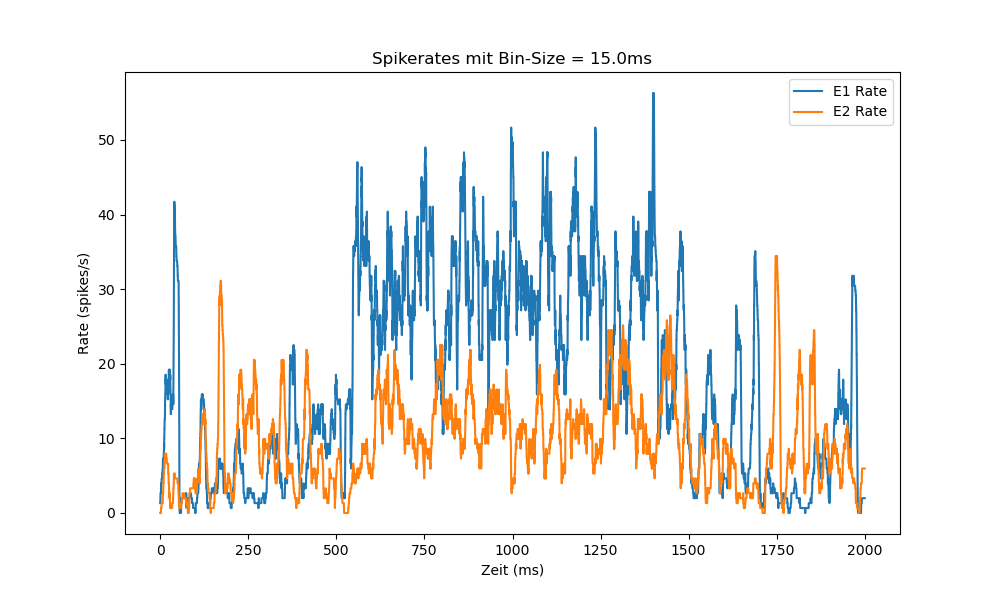 Spikerates mit Bin-Size = 15.0ms
E1 Rate
E2 Rate
Rate (spikes/s)
50
40
30
20
10
0
0 250 500 750 1000 1250 1500 1750 2000
Zeit (ms)